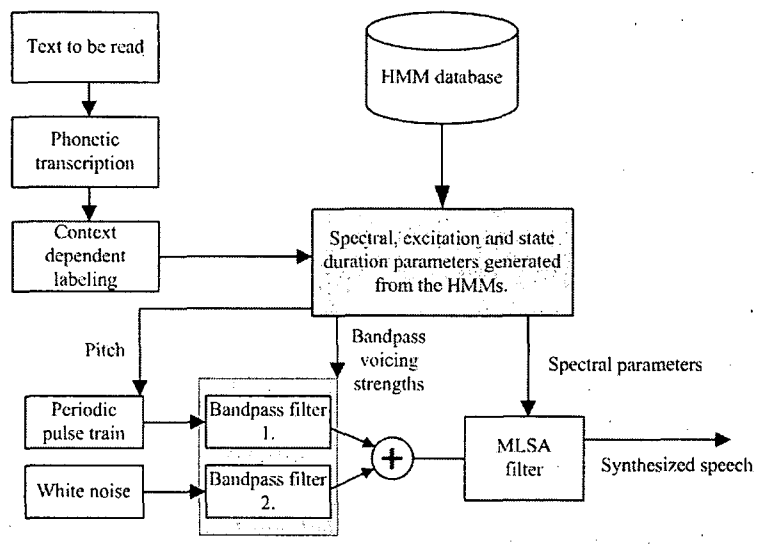 Text to be read
HMM database
Phonetic
transcription
Context
dependent
labeling
Spectral, excitation and state
duration parameters generated
from the HMMs.
Pitch
Bandpass
voicing
strengths
Spectral parameters
Periodic
pulse train
Bandpass filter
1.
White noise
Bandpass filter
2.
+
MLSA
filter
Synthesized speech